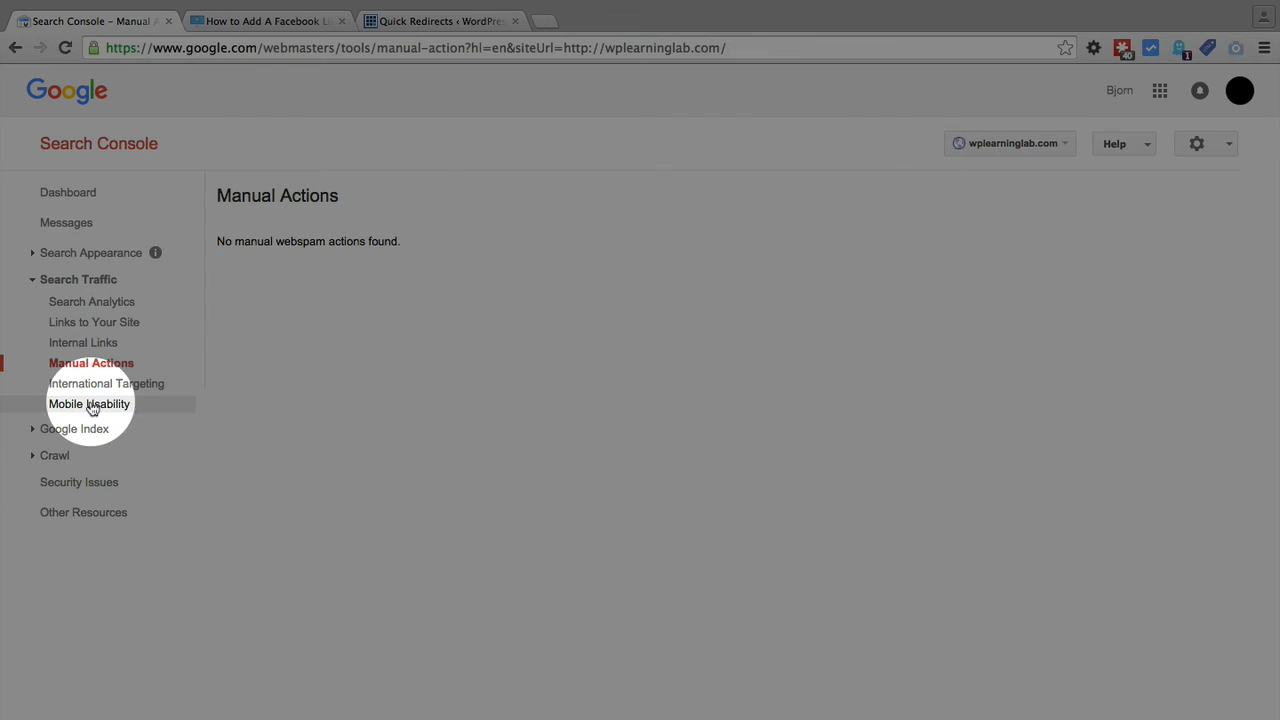 Search Console – Manual A
How to Add A Facebook Li
Quick Redirects ‹ WordPres
https://www.google.com/webmasters/tools/manual-action?hl=en&siteUrl=http://wplearninglab.com/
40
1
Google
Bjorn
Search Console
wplearninglab.com
Help
Dashboard
Manual Actions
Messages
No manual webspam actions found.
Search Appearance
i
Search Traffic
Search Analytics
Links to Your Site
Internal Links
Manual Actions
International Targeting
Mobile Usability
Google Index
Crawl
Security Issues
Other Resources